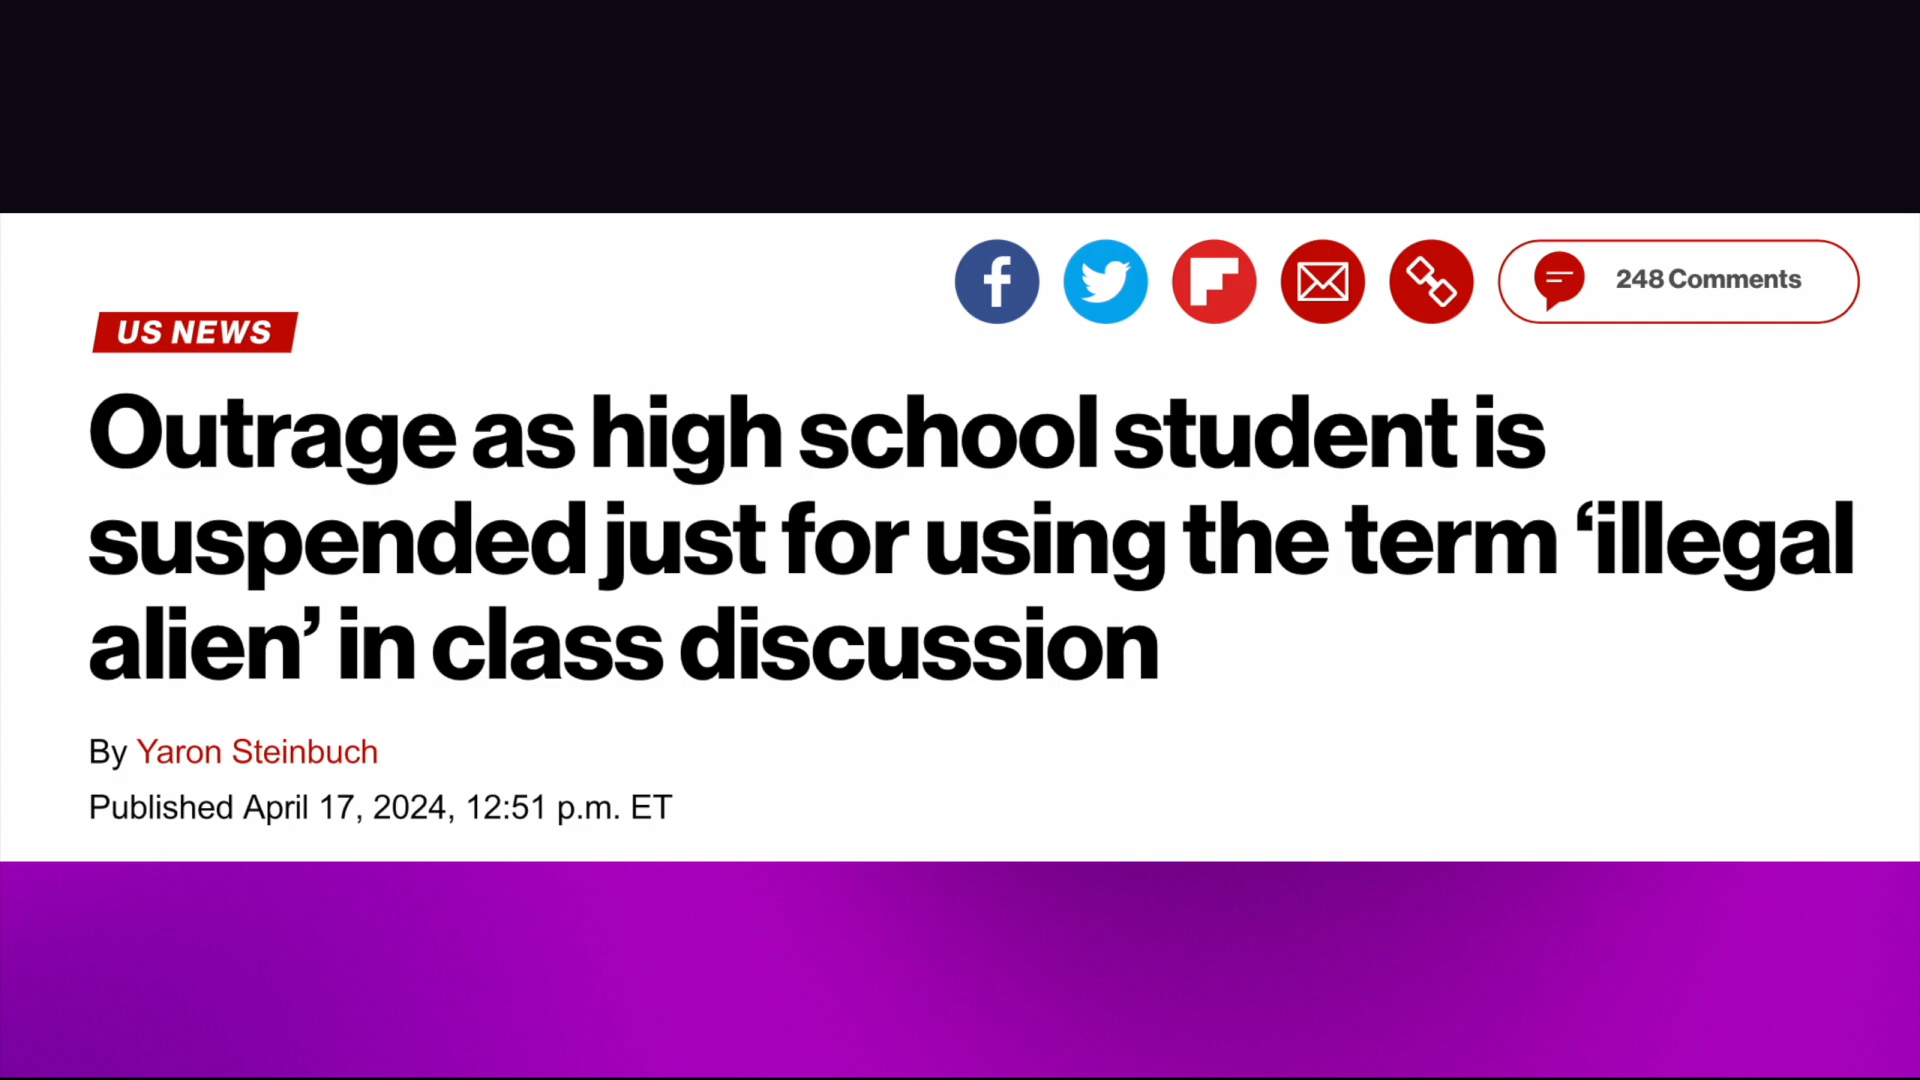 248 Comments
US NEWS
Outrage as high school student is
suspended just for using the term ‘illegal
alien’ in class discussion
By Yaron Steinbuch
Published April 17, 2024, 12:51 p.m. ET